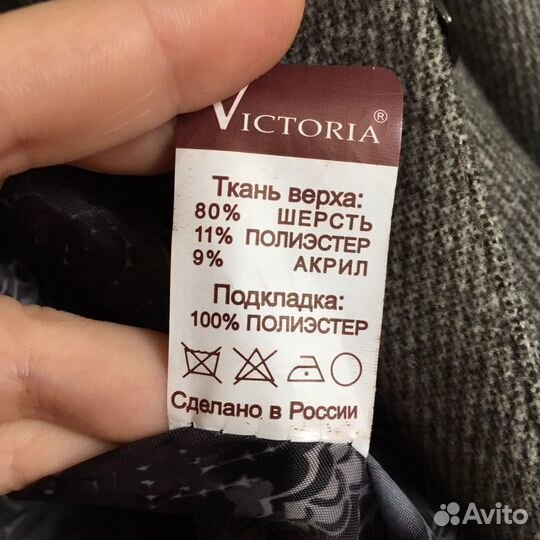 VICTORIA®
Ткань верха:
80% ШЕРСТЬ
11% ПОЛИЭСТЕР
9% АКРИЛ
Подкладка:
100% ПОЛИЭСТЕР
Сделано в России
Avito